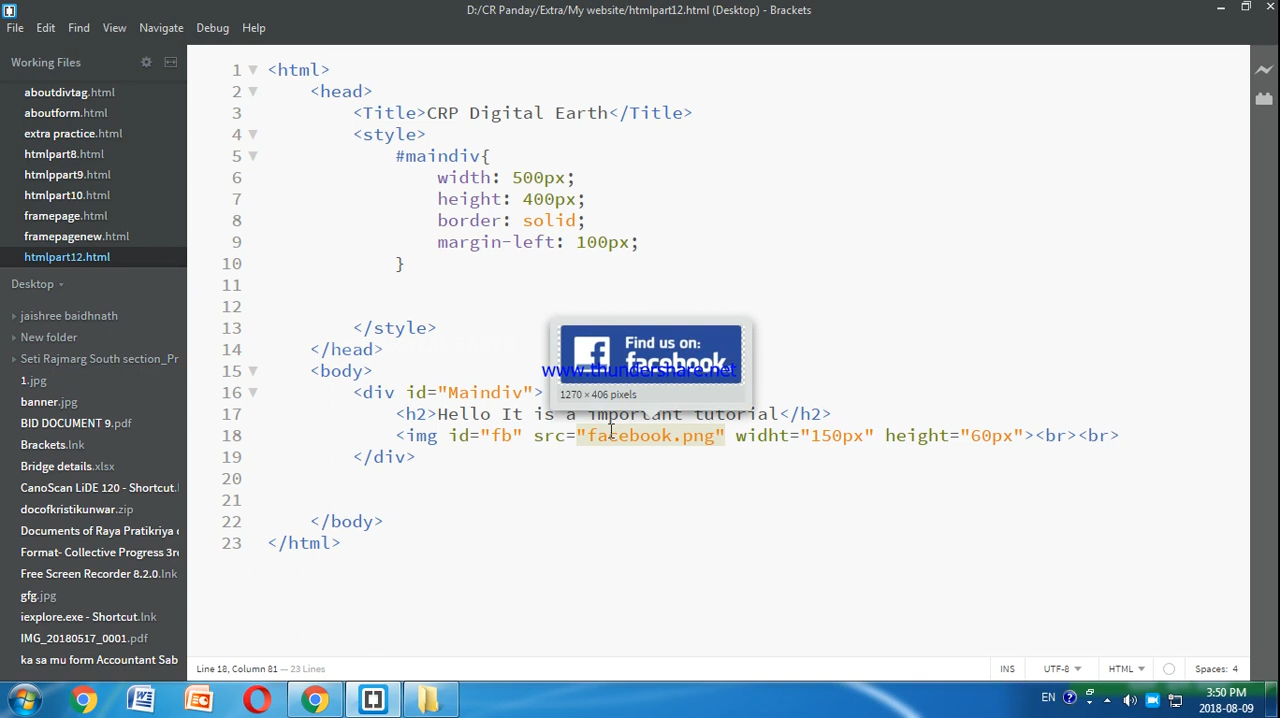 D:/CR Panday/Extra/My website/htmlpart12.html (Desktop) - Brackets
File Edit Find View Navigate Debug Help
Working Files
aboutdivtag.html
aboutform.html
extra practice.html
htmlpart8.html
htmlppart9.html
htmlpart10.html
framepage.html
framepagenew.html
htmlpart12.html
Desktop
jaishree baidhnath
New folder
Seti Rajmarg South section_Pr
1.jpg
banner.jpg
BID DOCUMENT 9.pdf
Brackets.lnk
Bridge details.xlsx
CanoScan LiDE 120 - Shortcut.l
docofkristikunwar.zip
Documents of Raya Pratikriya c
Format- Collective Progress 3rd
Free Screen Recorder 8.2.0.lnk
gfg.jpg
iexplore.exe - Shortcut.lnk
IMG_20180517_0001.pdf
ka sa mu form Accountant Sab
1 <html>
2 <head>
3 <Title>CRP Digital Earth</Title>
4 <style>
5 #maindiv{
6 width: 500px;
7 height: 400px;
8 border: solid;
9 margin-left: 100px;
10 }
11
12
13 </style>
14 </head>
15 <body>
16 <div id="Maindiv">
17 <h2>Hello It is a important tutorial</h2>
18 <img id="fb" src="facebook.png" widht="150px" height="60px"><br><br>
19 </div>
20
21
22 </body>
23 </html>
Find us on:
facebook
www.thundershare.net
1270 × 406 pixels
Line 18, Column 81 — 23 Lines
INS UTF-8 HTML Spaces: 4
EN 3:50 PM
2018-08-09